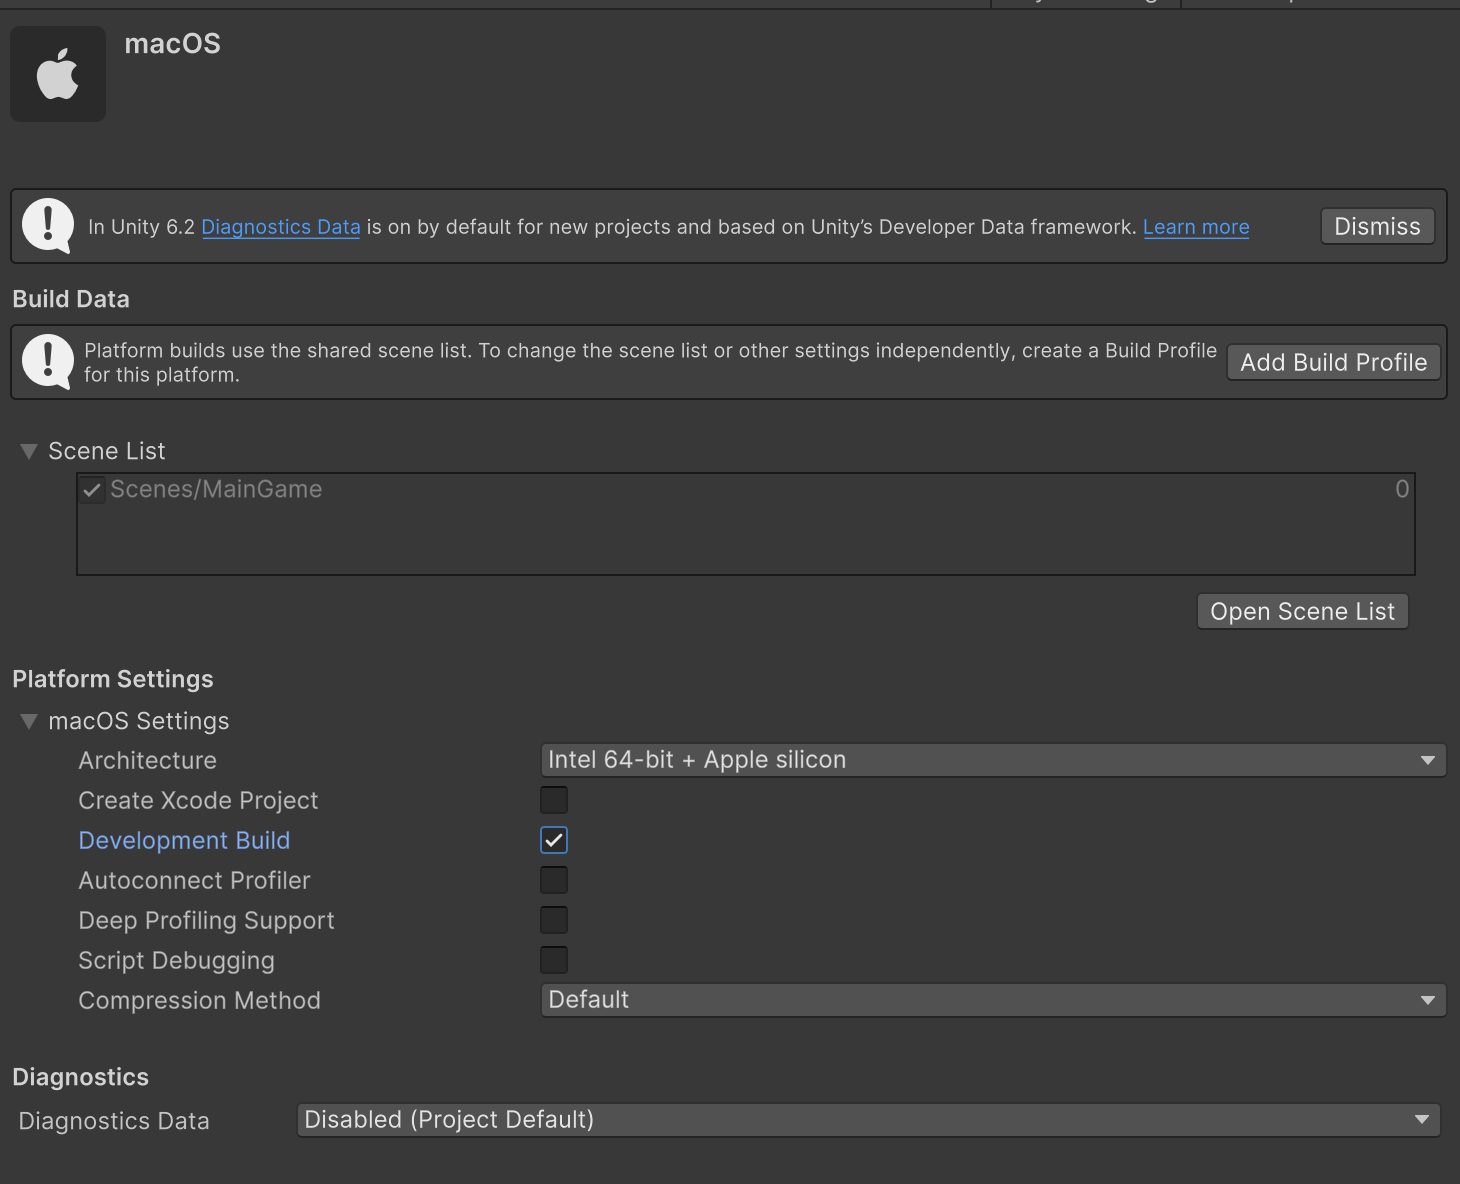 macOS
In Unity 6.2 Diagnostics Data is on by default for new projects and based on Unity’s Developer Data framework. Learn more
Dismiss
Build Data
Platform builds use the shared scene list. To change the scene list or other settings independently, create a Build Profile
for this platform.
Add Build Profile
Scene List
Scenes/MainGame 0
Open Scene List
Platform Settings
macOS Settings
Architecture Intel 64-bit + Apple silicon
Create Xcode Project
Development Build
Autoconnect Profiler
Deep Profiling Support
Script Debugging
Compression Method Default
Diagnostics
Diagnostics Data Disabled (Project Default)